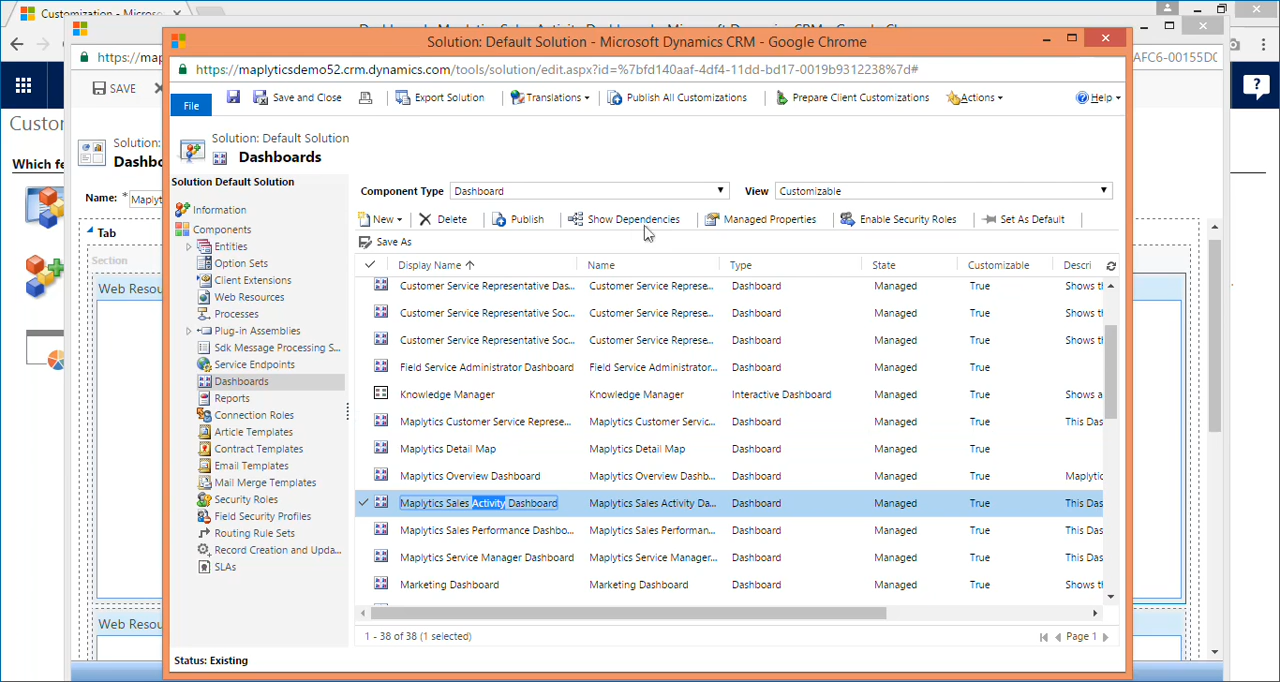 Customization - Microso
https://map
AFC6-00155D0
SAVE
Custo
Which fe
Solution:
Dashbo
Name: *
Maplyt
Tab
Section
Web Resou
Web Resou
Solution: Default Solution - Microsoft Dynamics CRM - Google Chrome
https://maplyticsdemo52.crm.dynamics.com/tools/solution/edit.aspx?id=%7bfd140aaf-4df4-11dd-bd17-0019b9312238%7d#
File Save and Close Export Solution Translations Publish All Customizations Prepare Client Customizations Actions Help
Solution: Default Solution
Dashboards
Solution Default Solution
Information
Components
Entities
Option Sets
Client Extensions
Web Resources
Processes
Plug-in Assemblies
Sdk Message Processing S...
Service Endpoints
Dashboards
Reports
Connection Roles
Article Templates
Contract Templates
Email Templates
Mail Merge Templates
Security Roles
Field Security Profiles
Routing Rule Sets
Record Creation and Upda...
SLAs
Component Type Dashboard View Customizable
New Delete Publish Show Dependencies Managed Properties Enable Security Roles Set As Default
Save As
Display Name Name Type State Customizable Descri
Customer Service Representative Das... Customer Service Represe... Dashboard Managed True Shows th
Customer Service Representative Soc... Customer Service Represe... Dashboard Managed True Shows th
Customer Service Representative Soc... Customer Service Represe... Dashboard Managed True Shows th
Field Service Administrator Dashboard Field Service Administrator... Dashboard Managed True
Knowledge Manager Knowledge Manager Interactive Dashboard Managed True Shows a
Maplytics Customer Service Represe... Maplytics Customer Servic... Dashboard Managed True This Das
Maplytics Detail Map Maplytics Detail Map Dashboard Managed True
Maplytics Overview Dashboard Maplytics Overview Dashb... Dashboard Managed True Maplytic
Maplytics Sales Activity Dashboard Maplytics Sales Activity Da... Dashboard Managed True This Das
Maplytics Sales Performance Dashbo... Maplytics Sales Performan... Dashboard Managed True This Das
Maplytics Service Manager Dashboard Maplytics Service Manager... Dashboard Managed True This Das
Marketing Dashboard Marketing Dashboard Dashboard Managed True Shows th
1 - 38 of 38 (1 selected) Page 1
Status: Existing